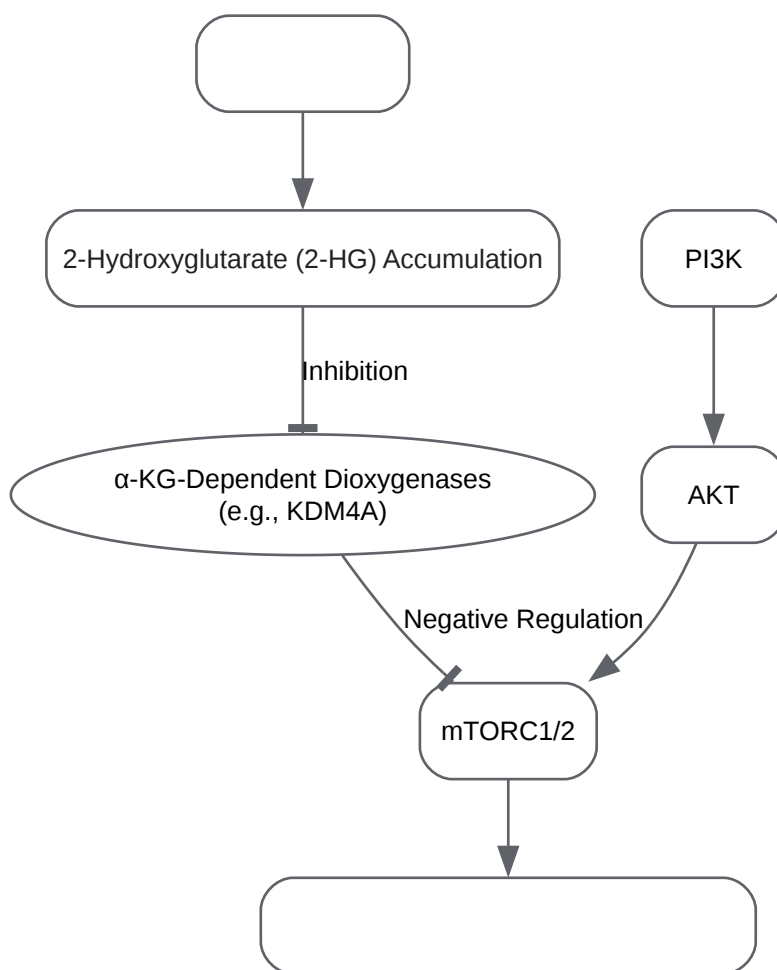 2-Hydroxyglutarate (2-HG) Accumulation
PI3K
Inhibition
α-KG-Dependent Dioxygenases
(e.g., KDM4A)
AKT
Negative Regulation
mTORC1/2